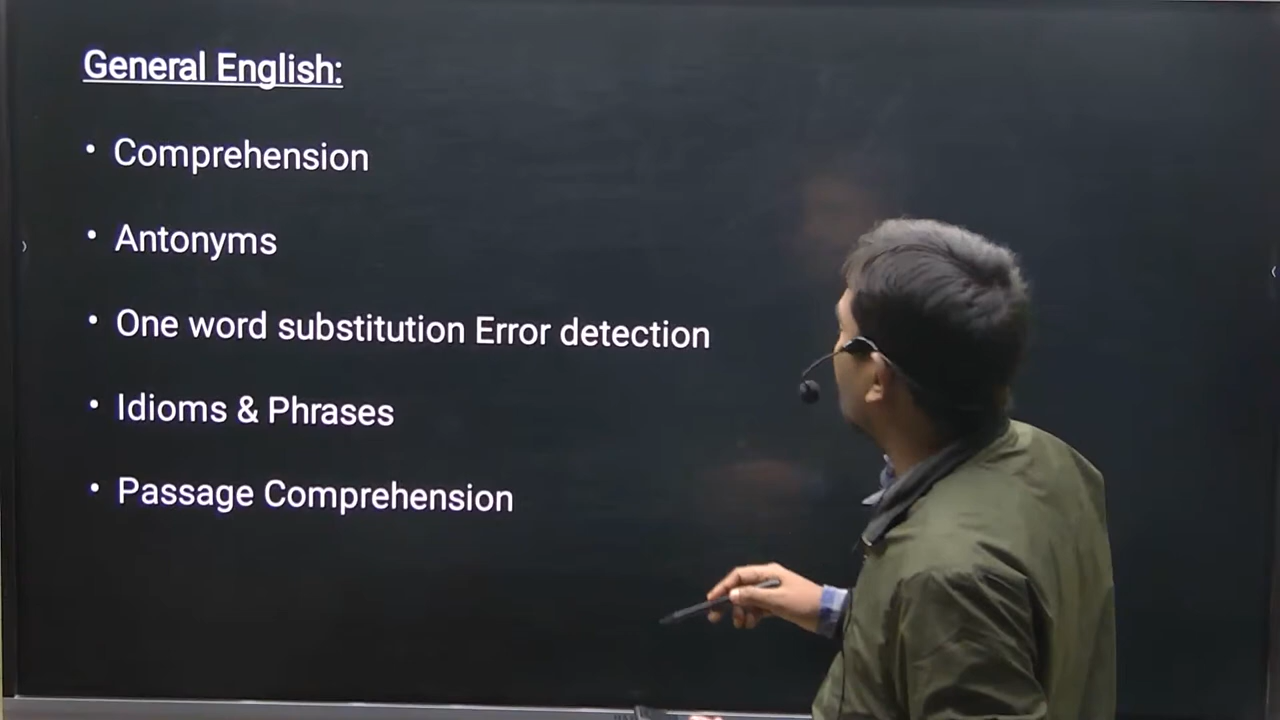 General English:
• Comprehension
• Antonyms
• One word substitution Error detection
• Idioms & Phrases
• Passage Comprehension